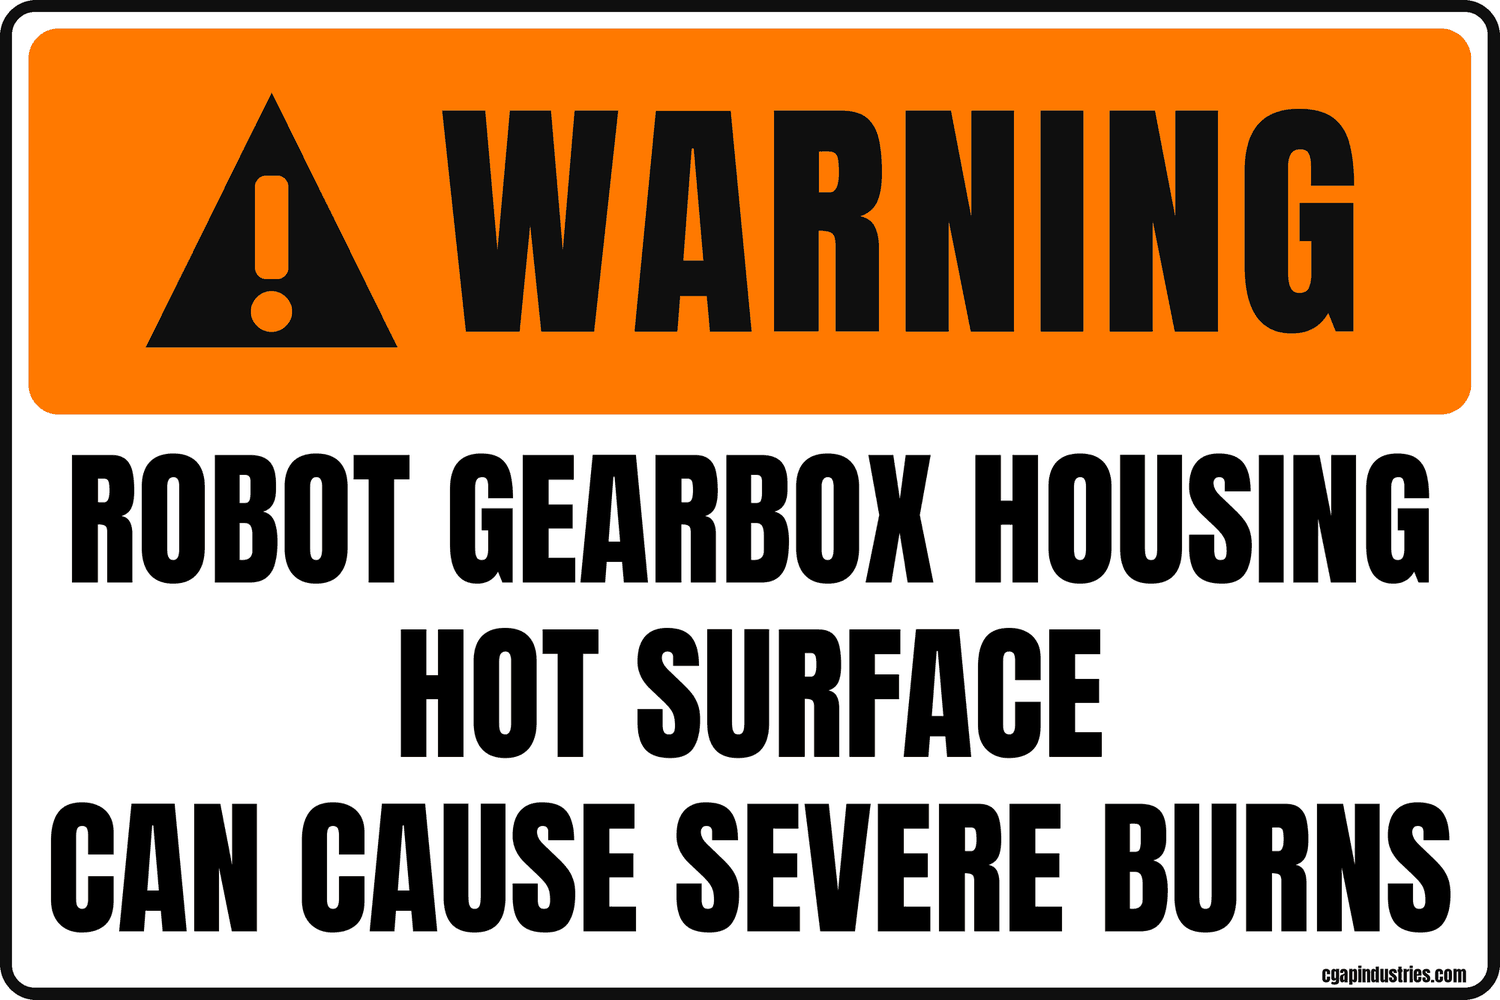 WARNING
ROBOT GEARBOX HOUSING
HOT SURFACE
CAN CAUSE SEVERE BURNS
cgapindustries.com